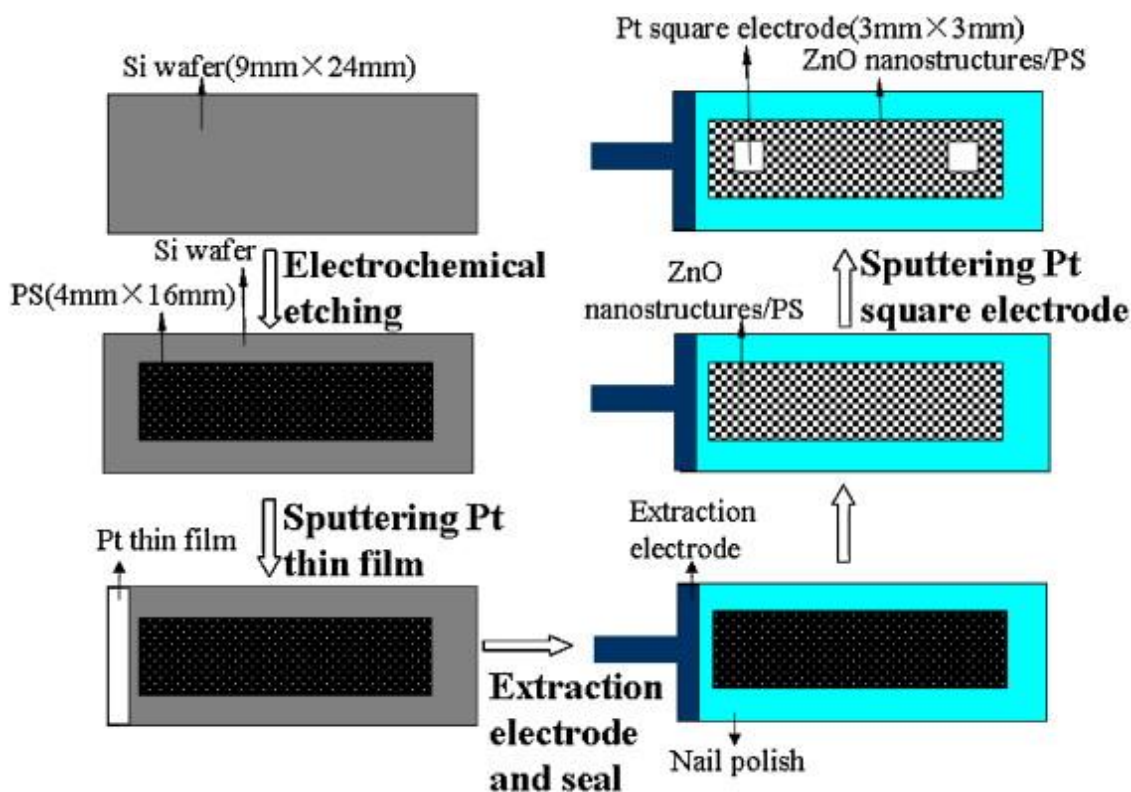 Si wafer(9mm×24mm)
Si wafer
Electrochemical
etching
PS(4mm×16mm)
Sputtering Pt
thin film
Pt thin film
Extraction
electrode
and seal
Extraction
electrode
Nail polish
ZnO
nanostructures/PS
Sputtering Pt
square electrode
Pt square electrode(3mm×3mm)
ZnO nanostructures/PS